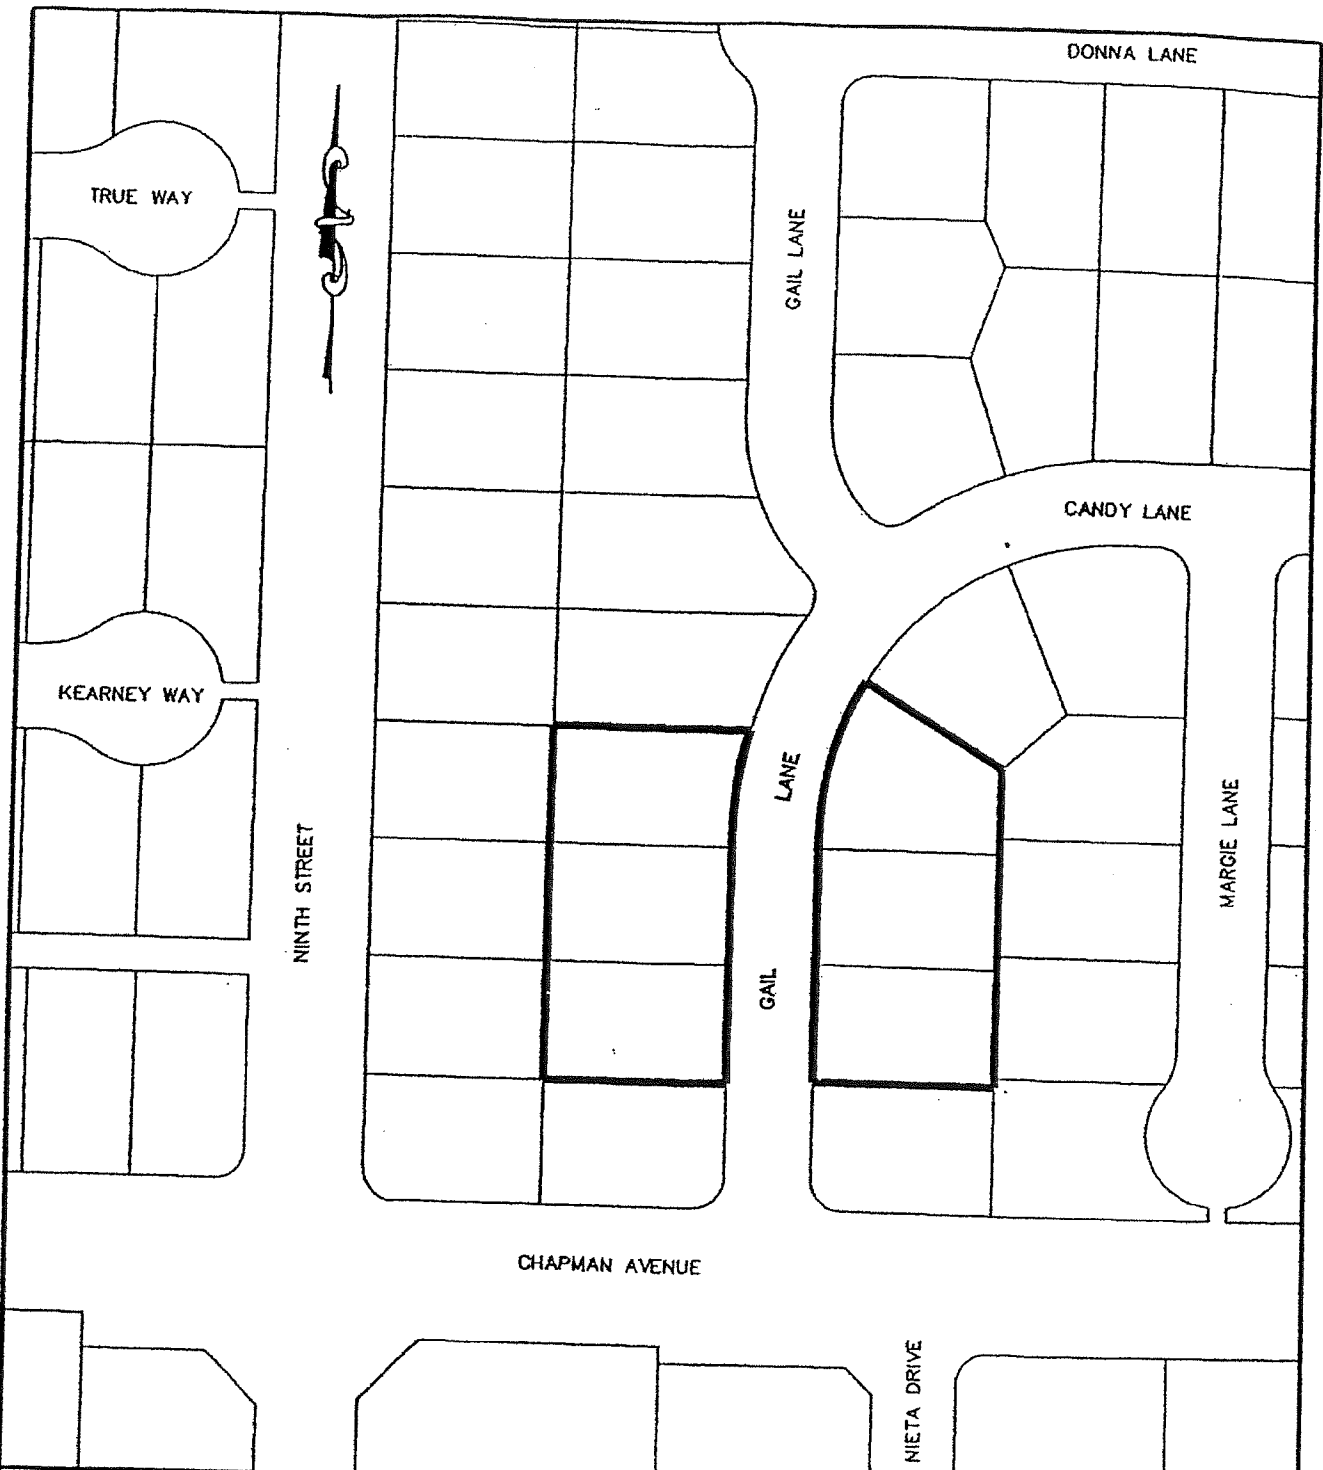 DONNA LANE
TRUE WAY
GAIL LANE
CANDY LANE
KEARNEY WAY
LANE
MARGIE LANE
NINTH STREET
GAIL
CHAPMAN AVENUE
NIETA DRIVE